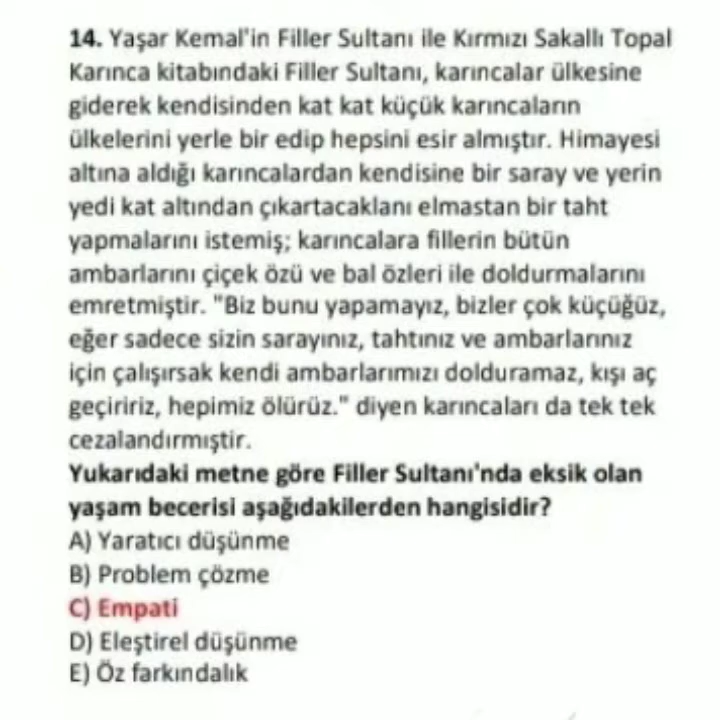 14. Yaşar Kemal'in Filler Sultanı ile Kırmızı Sakallı Topal
Karınca kitabındaki Filler Sultanı, karıncalar ülkesine
giderek kendisinden kat kat küçük karıncaların
ülkelerini yerle bir edip hepsini esir almıştır. Himayesi
altına aldığı karıncalardan kendisine bir saray ve yerin
yedi kat altından çıkartacaklanı elmastan bir taht
yapmalarını istemiş; karıncalara fillerin bütün
ambarlarını çiçek özü ve bal özleri ile doldurmalarını
emretmiştir. "Biz bunu yapamayız, bizler çok küçüğüz,
eğer sadece sizin sarayınız, tahtınız ve ambarlarınız
için çalışırsak kendi ambarlarımızı dolduramaz, kışı aç
geçiririz, hepimiz ölürüz." diyen karıncaları da tek tek
cezalandırmıştir.
Yukarıdaki metne göre Filler Sultanı'nda eksik olan
yaşam becerisi aşağıdakilerden hangisidir?
A) Yaratıcı düşünme
B) Problem çözme
C) Empati
D) Eleştirel düşünme
E) Öz farkındalık